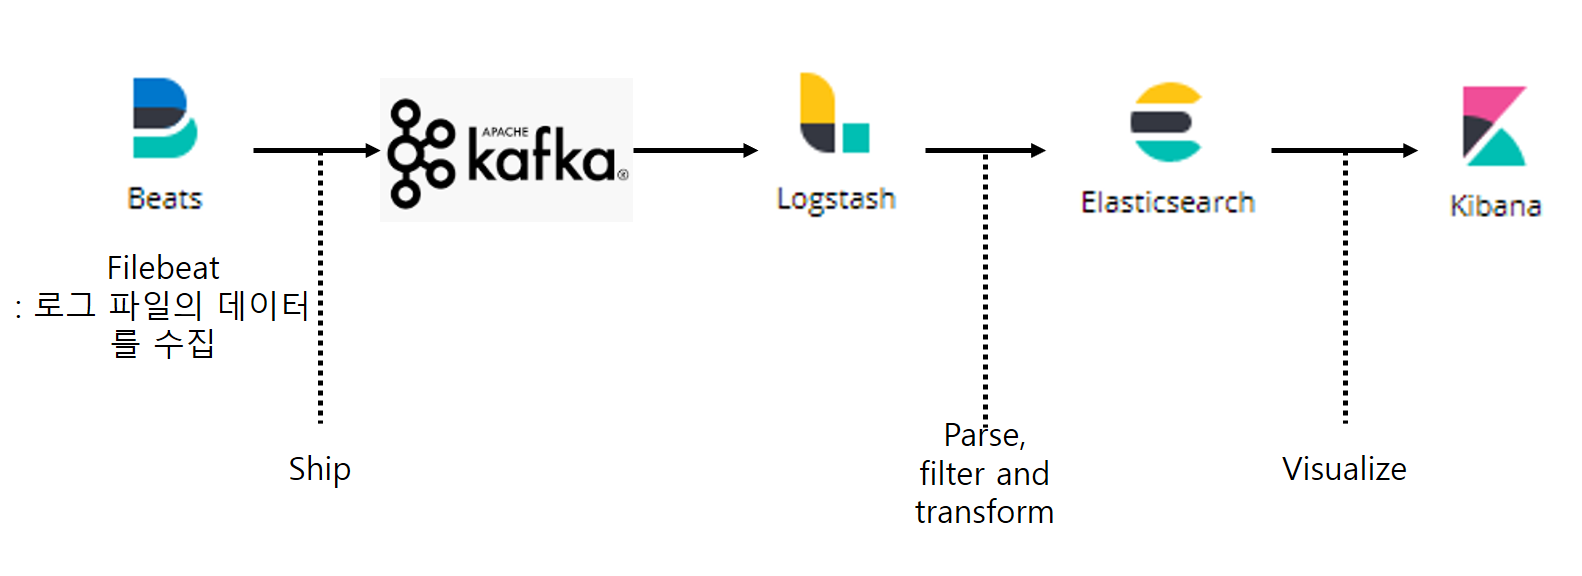 APACHE
kafka®
Beats
Logstash
Elasticsearch
Kibana
Filebeat
: 로그 파일의 데이터
를 수집
Ship
Parse,
filter and
transform
Visualize